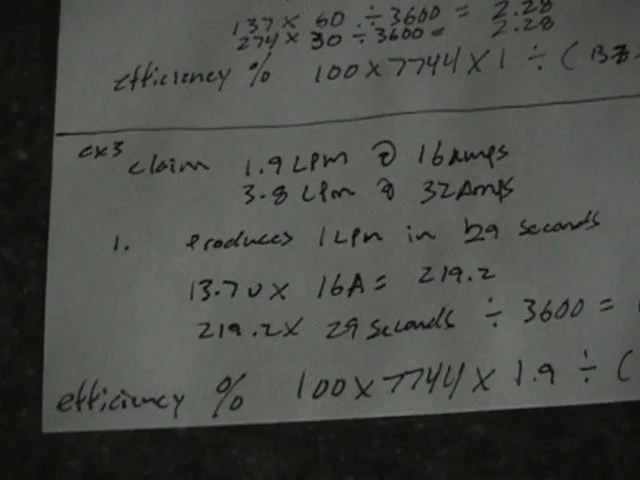 137 x 60 ÷ 3600 = 2.28
274 x 30 ÷ 3600 = 2.28
efficiency % 100 x 7744 x 1 ÷ (
cx3 claim 1.9 LPM @ 16 Amps
3.8 LPM @ 32 Amps
1. Produces 1 LPM in 29 seconds
13.7 V x 16A = 219.2
219.2 x 29 seconds ÷ 3600 =
efficiency % 100 x 7744 x 1.9 ÷ (